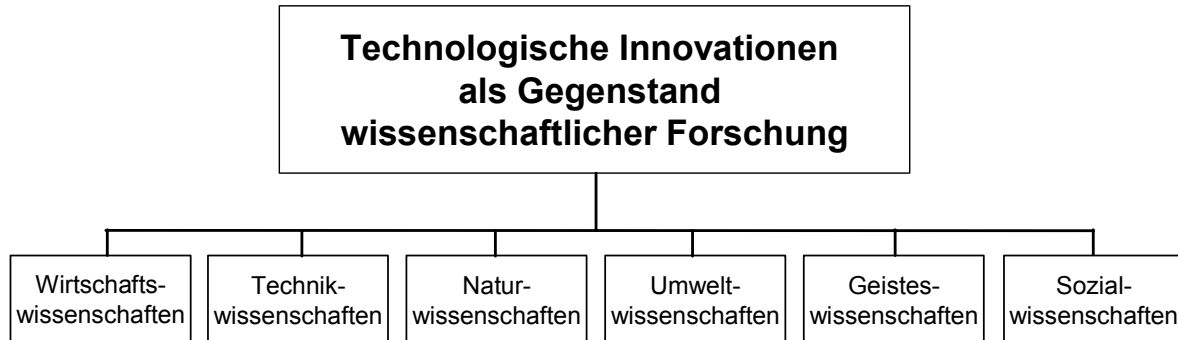 Technologische Innovationen
als Gegenstand
wissenschaftlicher Forschung
Wirtschafts-
wissenschaften
Technik-
wissenschaften
Natur-
wissenschaften
Umwelt-
wissenschaften
Geistes-
wissenschaften
Sozial-
wissenschaften